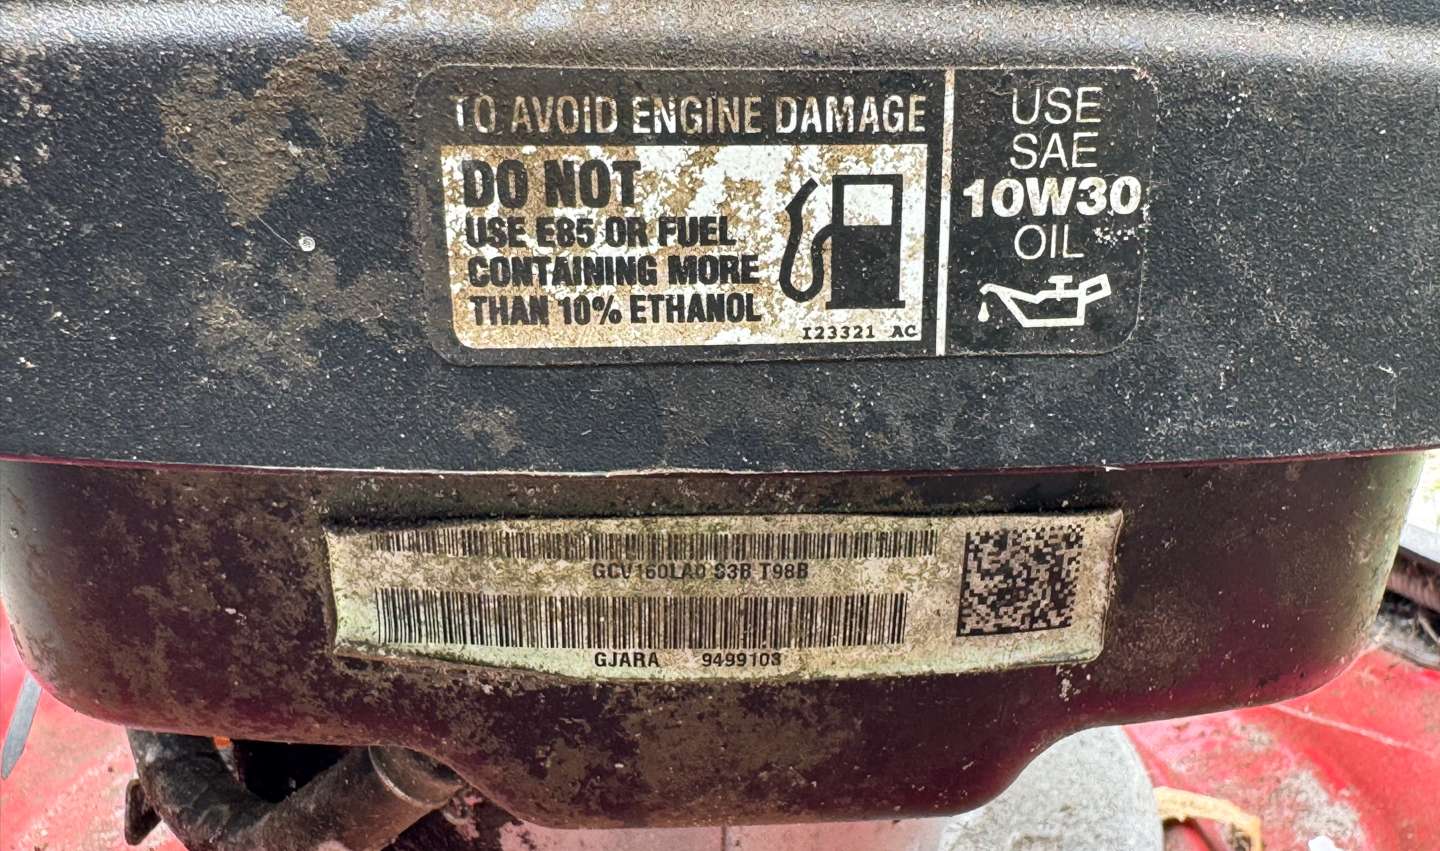 TO AVOID ENGINE DAMAGE
DO NOT
USE E85 OR FUEL
CONTAINING MORE
THAN 10% ETHANOL
I23321 AC
USE
SAE
10W30
OIL
GCV160LA0 S3B T98B
GJARA 9499103